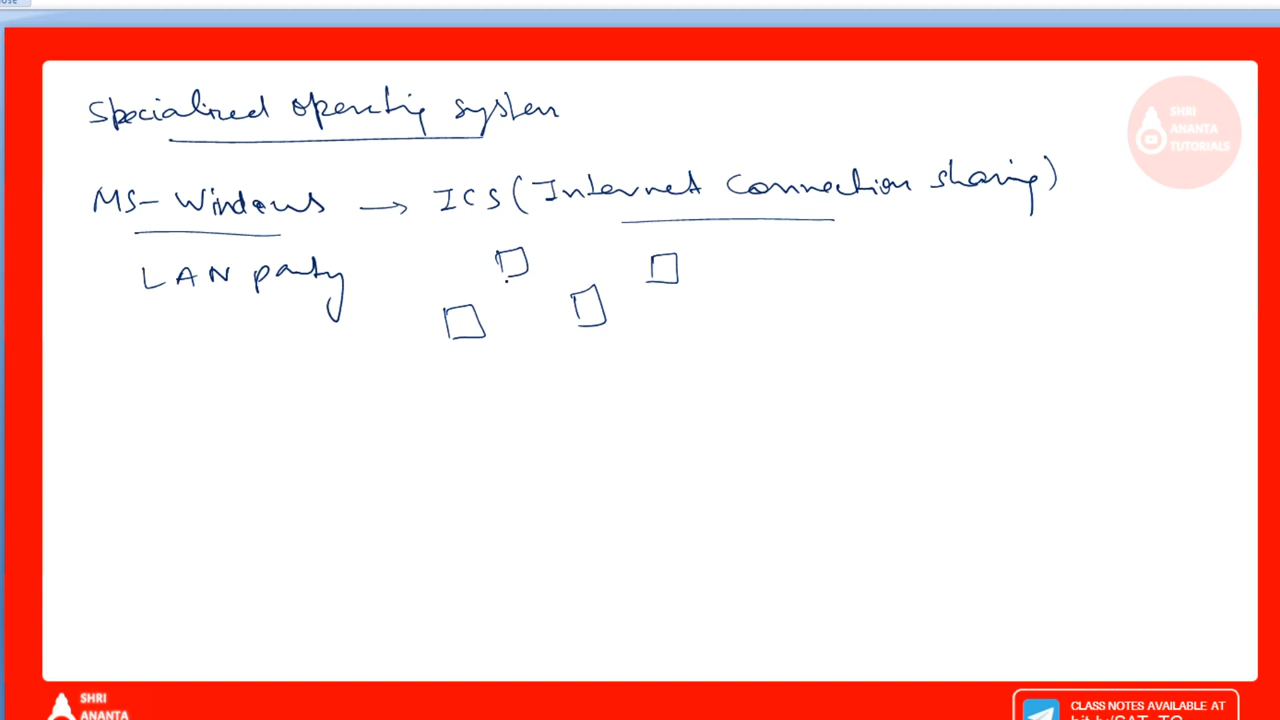 ose
Specialized operating system
SHRI
ANANTA
TUTORIALS
MS-Windows → ICS (Internet Connection sharing)
LAN party
SHRI
ANANTA
CLASS NOTES AVAILABLE AT